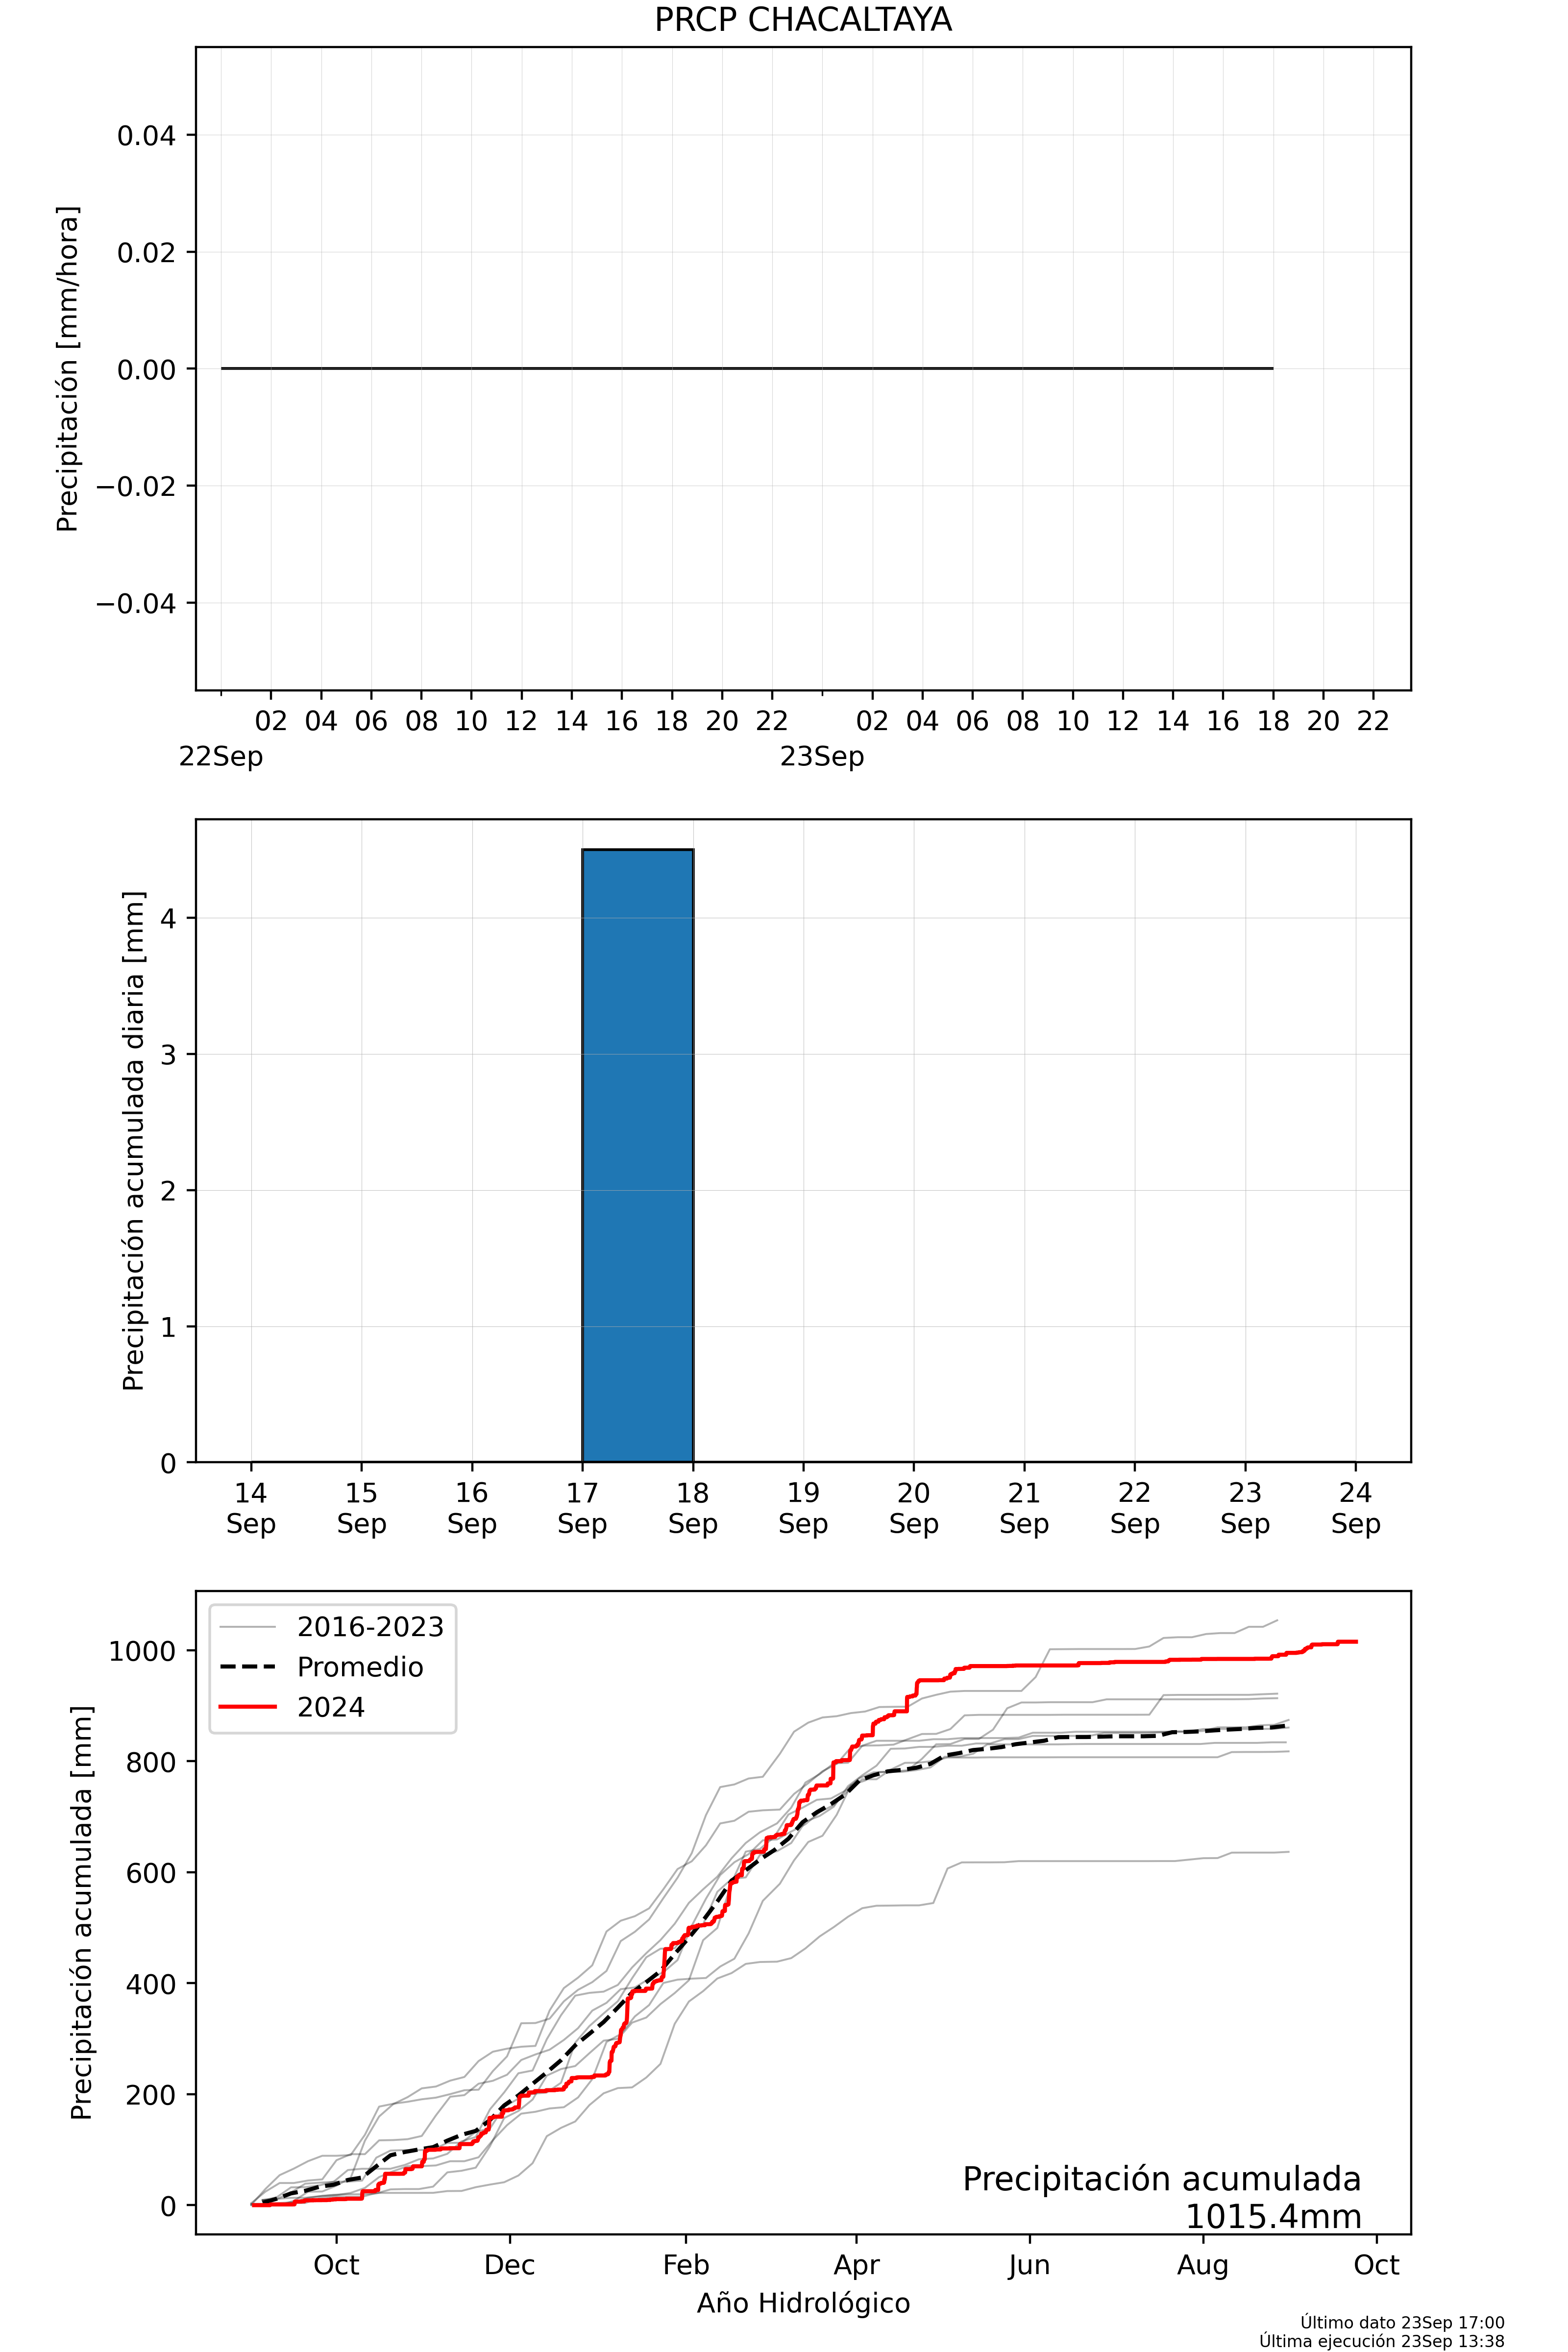 PRCP CHACALTAYA
Precipitación [mm/hora]
0.04
0.02
0.00
−0.02
−0.04
02 04 06 08 10 12 14 16 18 20 22 02 04 06 08 10 12 14 16 18 20 22
22Sep 23Sep
Precipitación acumulada diaria [mm]
4
3
2
1
0
14 15 16 17 18 19 20 21 22 23 24
Sep Sep Sep Sep Sep Sep Sep Sep Sep Sep Sep
Precipitación acumulada [mm]
1000
800
600
400
200
0
2016-2023
Promedio
2024
Precipitación acumulada
1015.4mm
Oct Dec Feb Apr Jun Aug Oct
Año Hidrológico
Último dato 23Sep 17:00
Última ejecución 23Sep 13:38